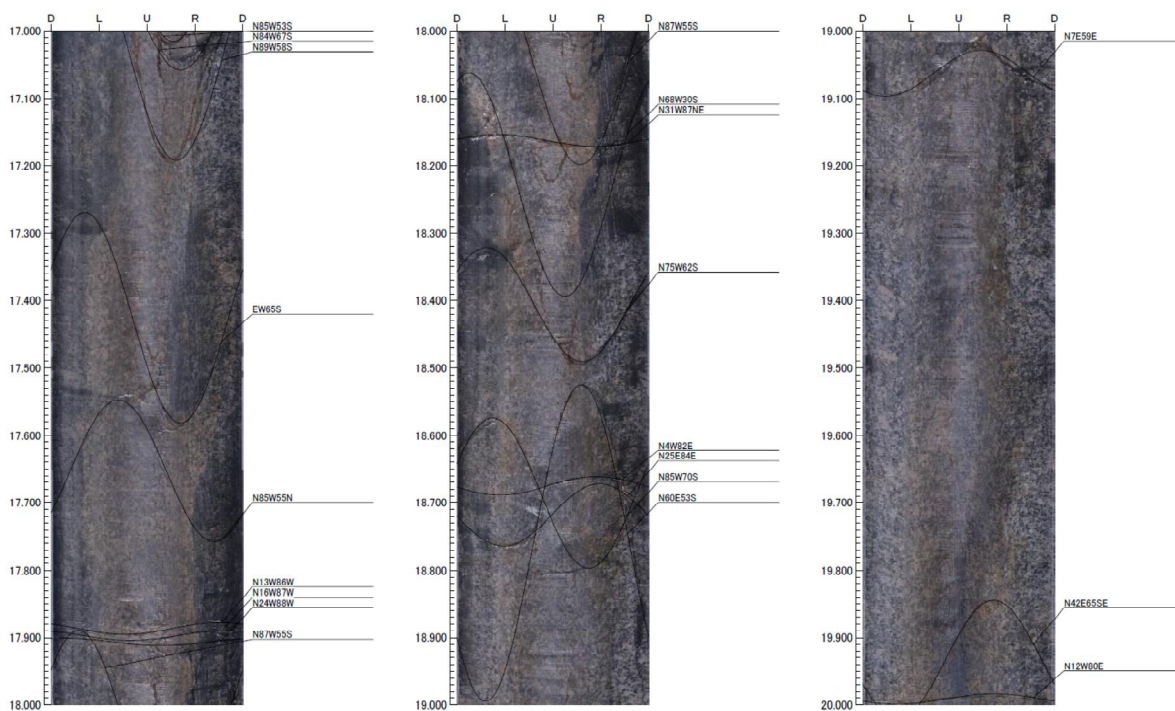 D L U R D
17.000
17.100
17.200
17.300
17.400
17.500
17.600
17.700
17.800
17.900
18.000
N85W53S
N84W67S
N89W58S
EW65S
N85W55N
N13W86W
N16W87W
N24W88W
N87W55S
D L U R D
18.000
18.100
18.200
18.300
18.400
18.500
18.600
18.700
18.800
18.900
19.000
N87W55S
N68W30S
N31W87NE
N75W62S
N4W82E
N25E84E
N85W70S
N60E53S
D L U R D
19.000
19.100
19.200
19.300
19.400
19.500
19.600
19.700
19.800
19.900
20.000
N7E59E
N42E65SE
N12W80E